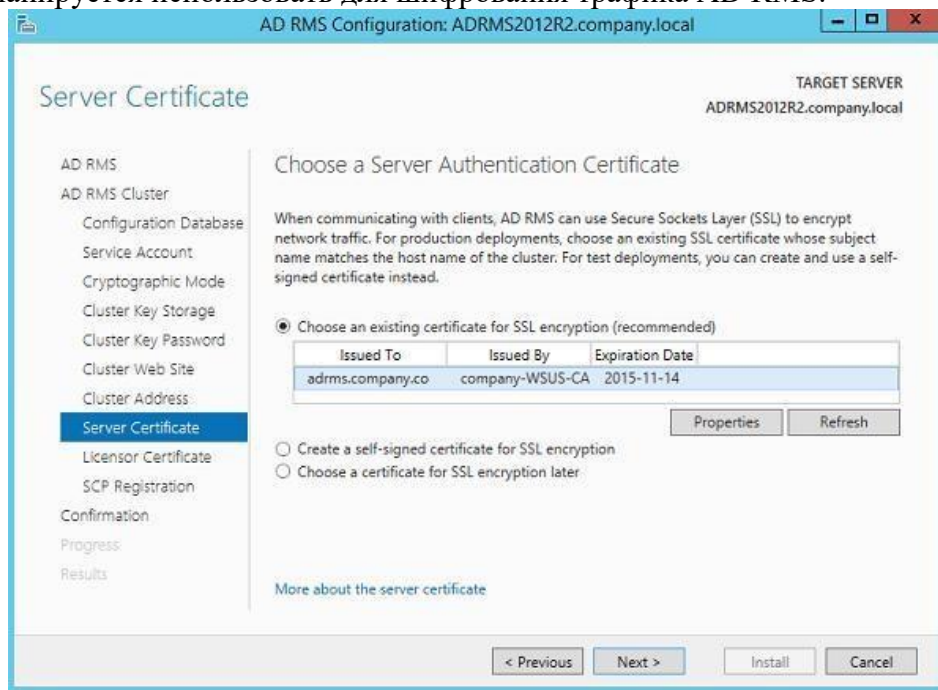 планируется использовать для шифрования трафика AD RMS.
AD RMS Configuration: ADRMS2012R2.company.local
Server Certificate
TARGET SERVER
ADRMS2012R2.company.local
AD RMS
AD RMS Cluster
Configuration Database
Service Account
Cryptographic Mode
Cluster Key Storage
Cluster Key Password
Cluster Web Site
Cluster Address
Server Certificate
Licensor Certificate
SCP Registration
Confirmation
Progress
Results
Choose a Server Authentication Certificate
When communicating with clients, AD RMS can use Secure Sockets Layer (SSL) to encrypt
network traffic. For production deployments, choose an existing SSL certificate whose subject
name matches the host name of the cluster. For test deployments, you can create and use a self-
signed certificate instead.
Choose an existing certificate for SSL encryption (recommended)
Issued To Issued By Expiration Date
adrms.company.co company-WSUS-CA 2015-11-14
Properties Refresh
Create a self-signed certificate for SSL encryption
Choose a certificate for SSL encryption later
More about the server certificate
< Previous Next > Install Cancel